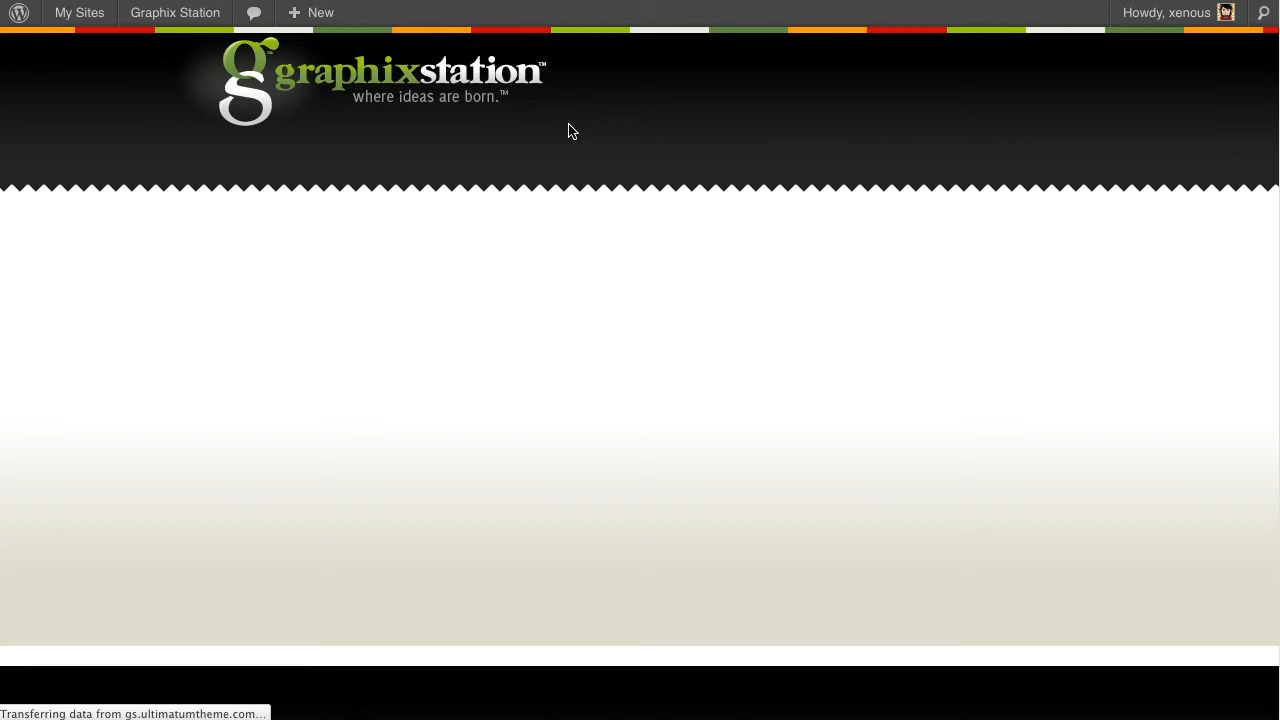 My Sites
Graphix Station
New
Howdy, xenous
g graphixstation™
where ideas are born.™
Transferring data from gs.ultimatumtheme.com...